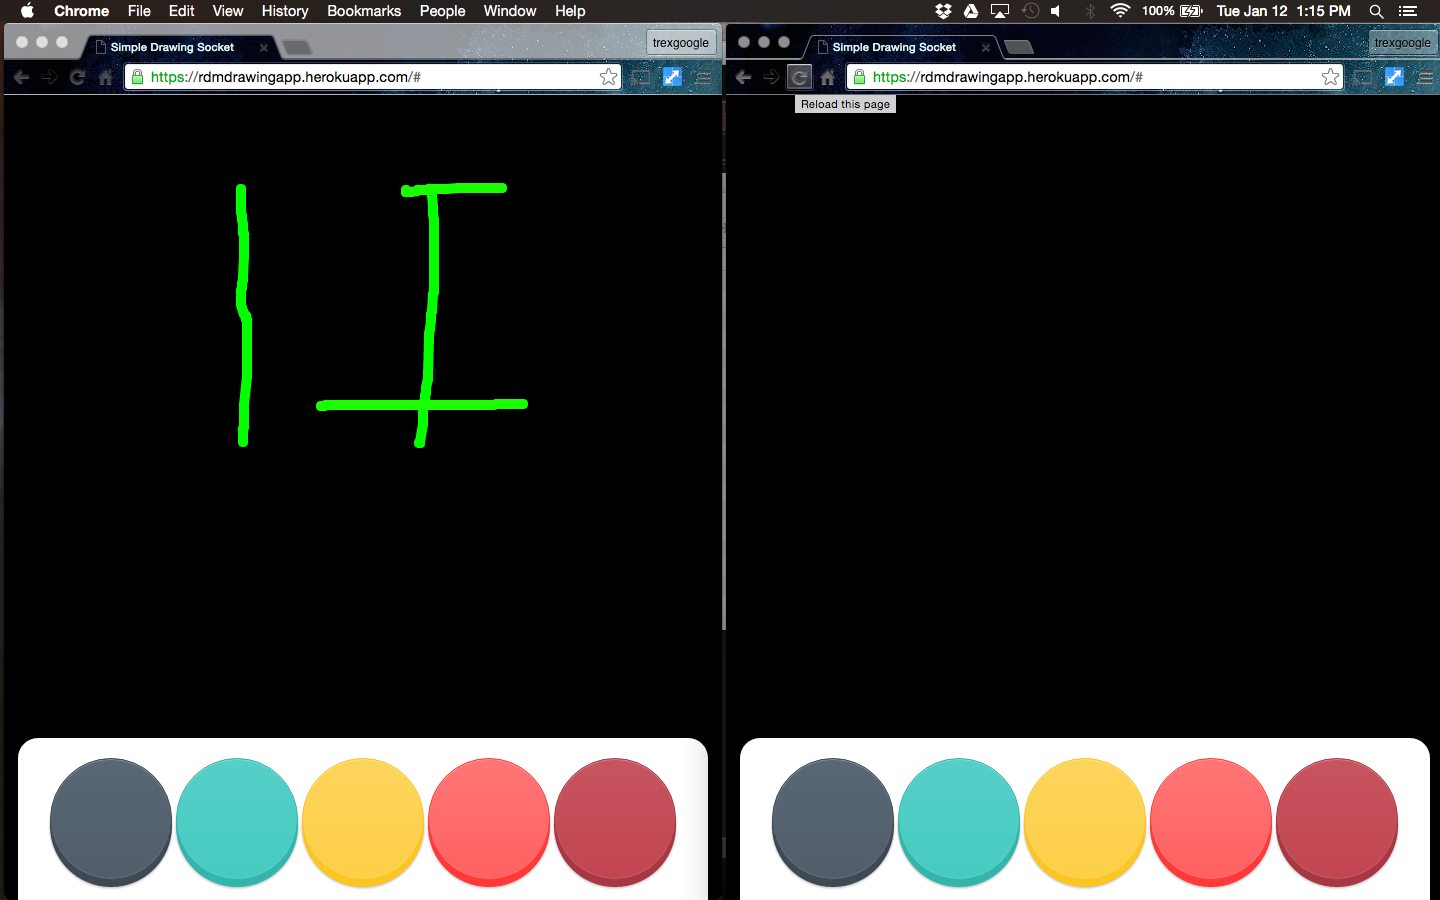 Chrome File Edit View History Bookmarks People Window Help 100% Tue Jan 12 1:15 PM
Simple Drawing Socket trexgoogle
https://rdmdrawingapp.herokuapp.com/#
Simple Drawing Socket trexgoogle
https://rdmdrawingapp.herokuapp.com/#
Reload this page